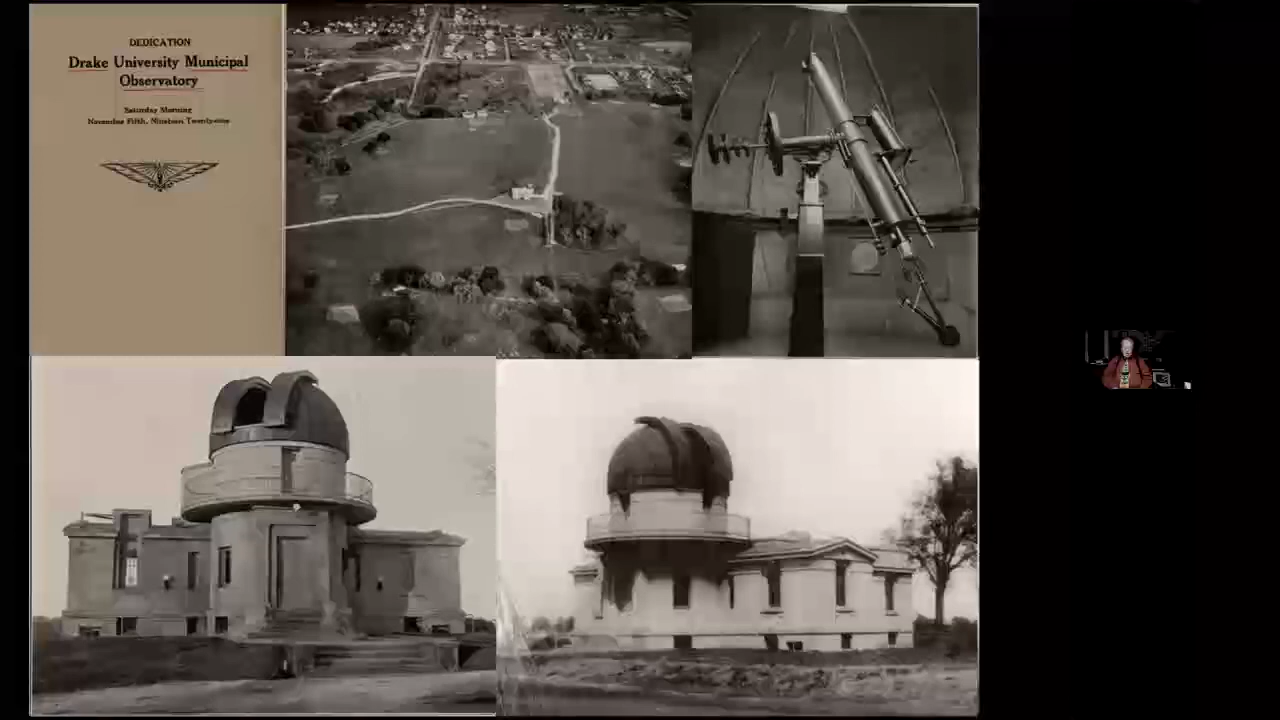 DEDICATION
Drake University Municipal
Observatory
Saturday Morning
November Fifth, Nineteen Twenty-one